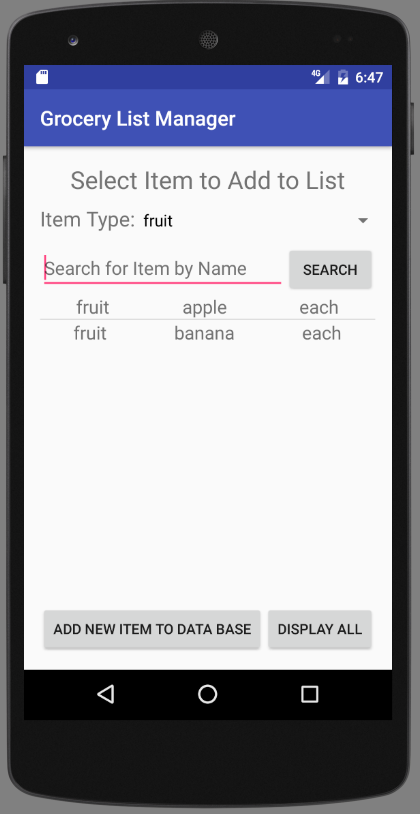 4G 6:47
Grocery List Manager
Select Item to Add to List
Item Type: fruit
Search for Item by Name SEARCH
fruit apple each
fruit banana each
ADD NEW ITEM TO DATA BASE DISPLAY ALL